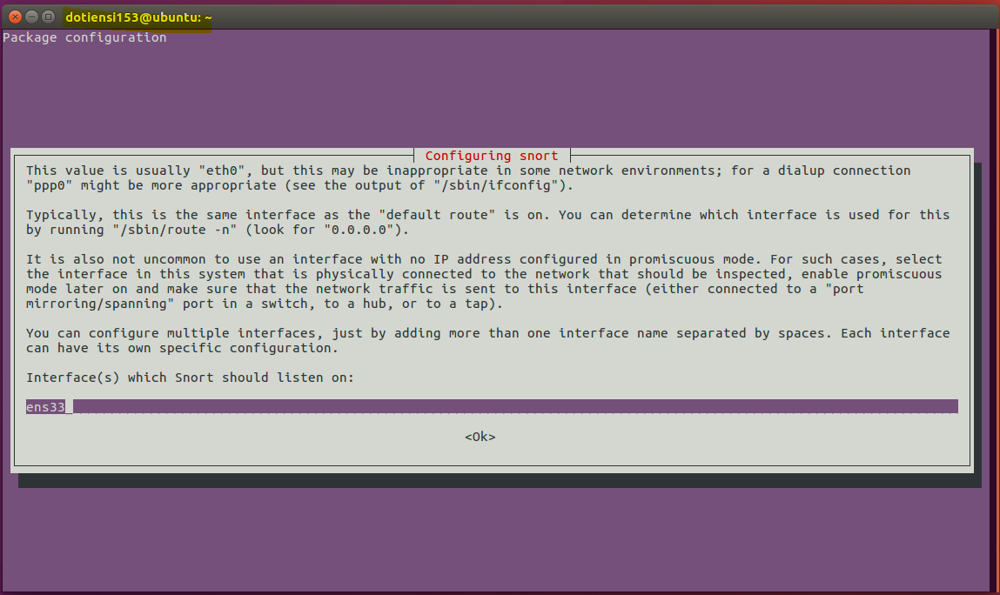 dotiensi153@ubuntu: ~
Package configuration
Configuring snort
This value is usually "eth0", but this may be inappropriate in some network environments; for a dialup connection
"ppp0" might be more appropriate (see the output of "/sbin/ifconfig").
Typically, this is the same interface as the "default route" is on. You can determine which interface is used for this
by running "/sbin/route -n" (look for "0.0.0.0").
It is also not uncommon to use an interface with no IP address configured in promiscuous mode. For such cases, select
the interface in this system that is physically connected to the network that should be inspected, enable promiscuous
mode later on and make sure that the network traffic is sent to this interface (either connected to a "port
mirroring/spanning" port in a switch, to a hub, or to a tap).
You can configure multiple interfaces, just by adding more than one interface name separated by spaces. Each interface
can have its own specific configuration.
Interface(s) which Snort should listen on:
ens33
<Ok>